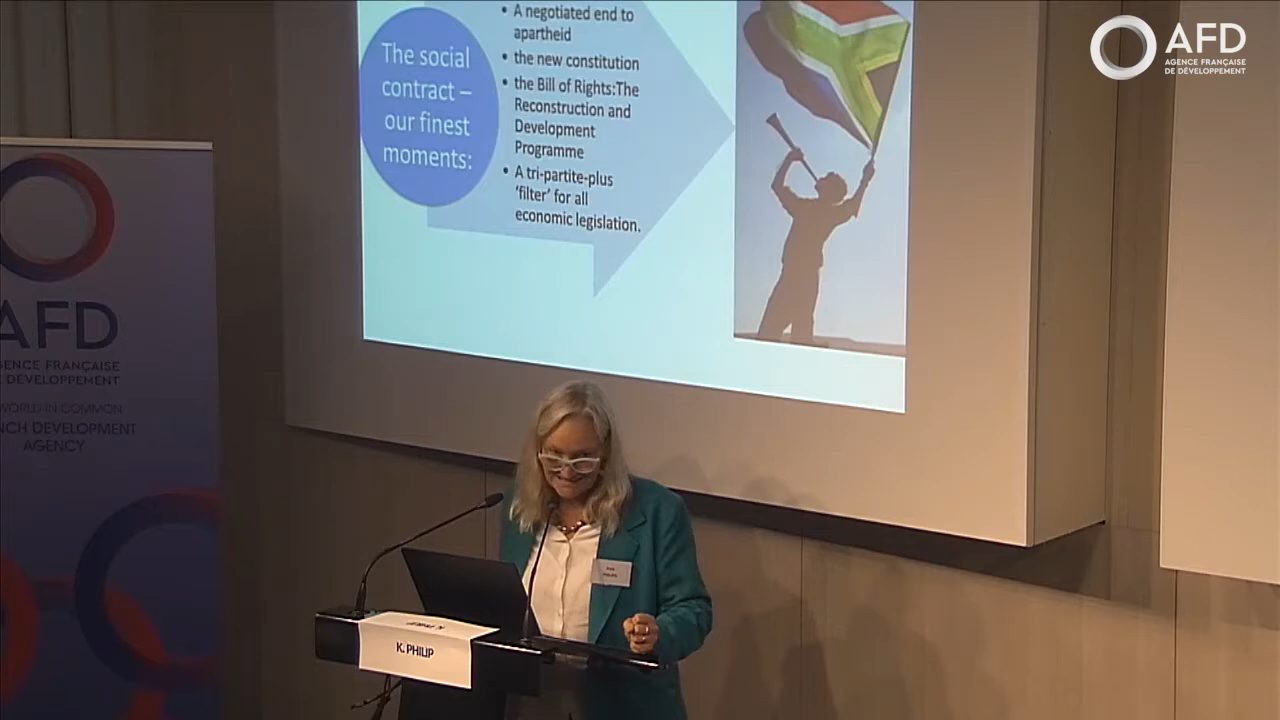 The social
contract –
our finest
moments:
• A negotiated end to
apartheid
• the new constitution
• the Bill of Rights:The
Reconstruction and
Development
Programme
• A tri-partite-plus
'filter' for all
economic legislation.
AFD
AGENCE FRANÇAISE
DE DÉVELOPPEMENT
AFD
ENCE FRANÇAISE
E DÉVELOPPEMENT
WORLD IN COMMON
NCH DEVELOPMENT
AGENCY
K. PHILIP
K. PHILIP